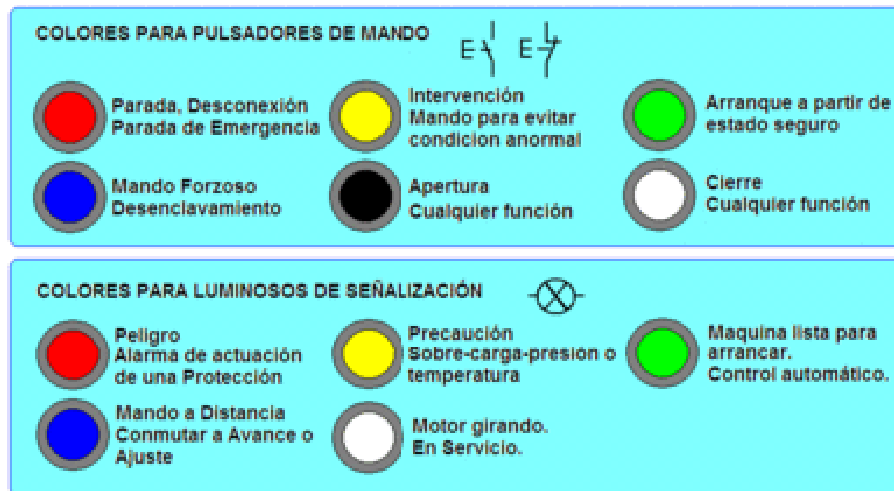 COLORES PARA PULSADORES DE MANDO
E E
Parada, Desconexión
Parada de Emergencia
Intervención
Mando para evitar
condicion anormal
Arranque a partir de
estado seguro
Mando Forzoso
Desenclavamiento
Apertura
Cualquier función
Cierre
Cualquier función
COLORES PARA LUMINOSOS DE SEÑALIZACIÓN
Peligro
Alarma de actuación
de una Protección
Precaución
Sobre-carga-presion o
temperatura
Maquina lista para
arrancar.
Control automático.
Mando a Distancia
Conmutar a Avance o
Ajuste
Motor girando.
En Servicio.